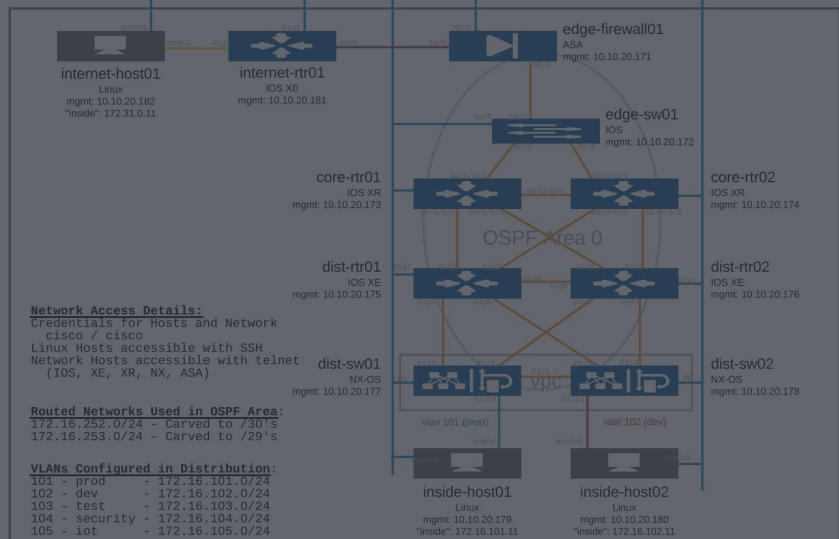 edge-firewall01
ASA
mgmt: 10.10.20.171
internet-host01
Linux
mgmt: 10.10.20.182
"inside": 172.31.0.11
internet-rtr01
IOS XE
mgmt: 10.10.20.181
edge-sw01
IOS
mgmt: 10.10.20.172
core-rtr01
IOS XR
mgmt: 10.10.20.173
core-rtr02
IOS XR
mgmt: 10.10.20.174
OSPF Area 0
dist-rtr01
IOS XE
mgmt: 10.10.20.175
dist-rtr02
IOS XE
mgmt: 10.10.20.176
Network Access Details:
Credentials for Hosts and Network
cisco / cisco
Linux Hosts accessible with SSH
Network Hosts accessible with telnet
(IOS, XE, XR, NX, ASA)
dist-sw01
NX-OS
mgmt: 10.10.20.177
vpc
dist-sw02
NX-OS
mgmt: 10.10.20.178
Routed Networks Used in OSPF Area:
172.16.252.0/24 - Carved to /30's
172.16.253.0/24 - Carved to /29's
vlan 101 (prod)
vlan 102 (dev)
VLANs Configured in Distribution:
101 - prod - 172.16.101.0/24
102 - dev - 172.16.102.0/24
103 - test - 172.16.103.0/24
104 - security - 172.16.104.0/24
105 - iot - 172.16.105.0/24
inside-host01
Linux
mgmt: 10.10.20.179
"inside": 172.16.101.11
inside-host02
Linux
mgmt: 10.10.20.180
"inside": 172.16.102.11